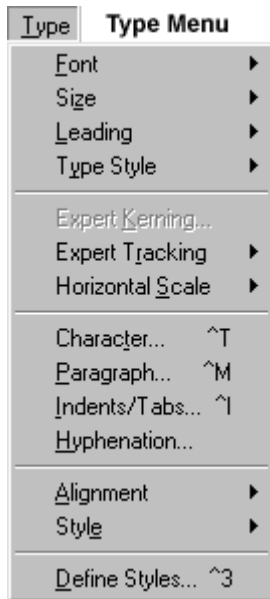 Type Type Menu
Font
Size
Leading
Type Style
Expert Kerning...
Expert Tracking
Horizontal Scale
Character... ^T
Paragraph... ^M
Indents/Tabs... ^I
Hyphenation...
Alignment
Style
Define Styles... ^3